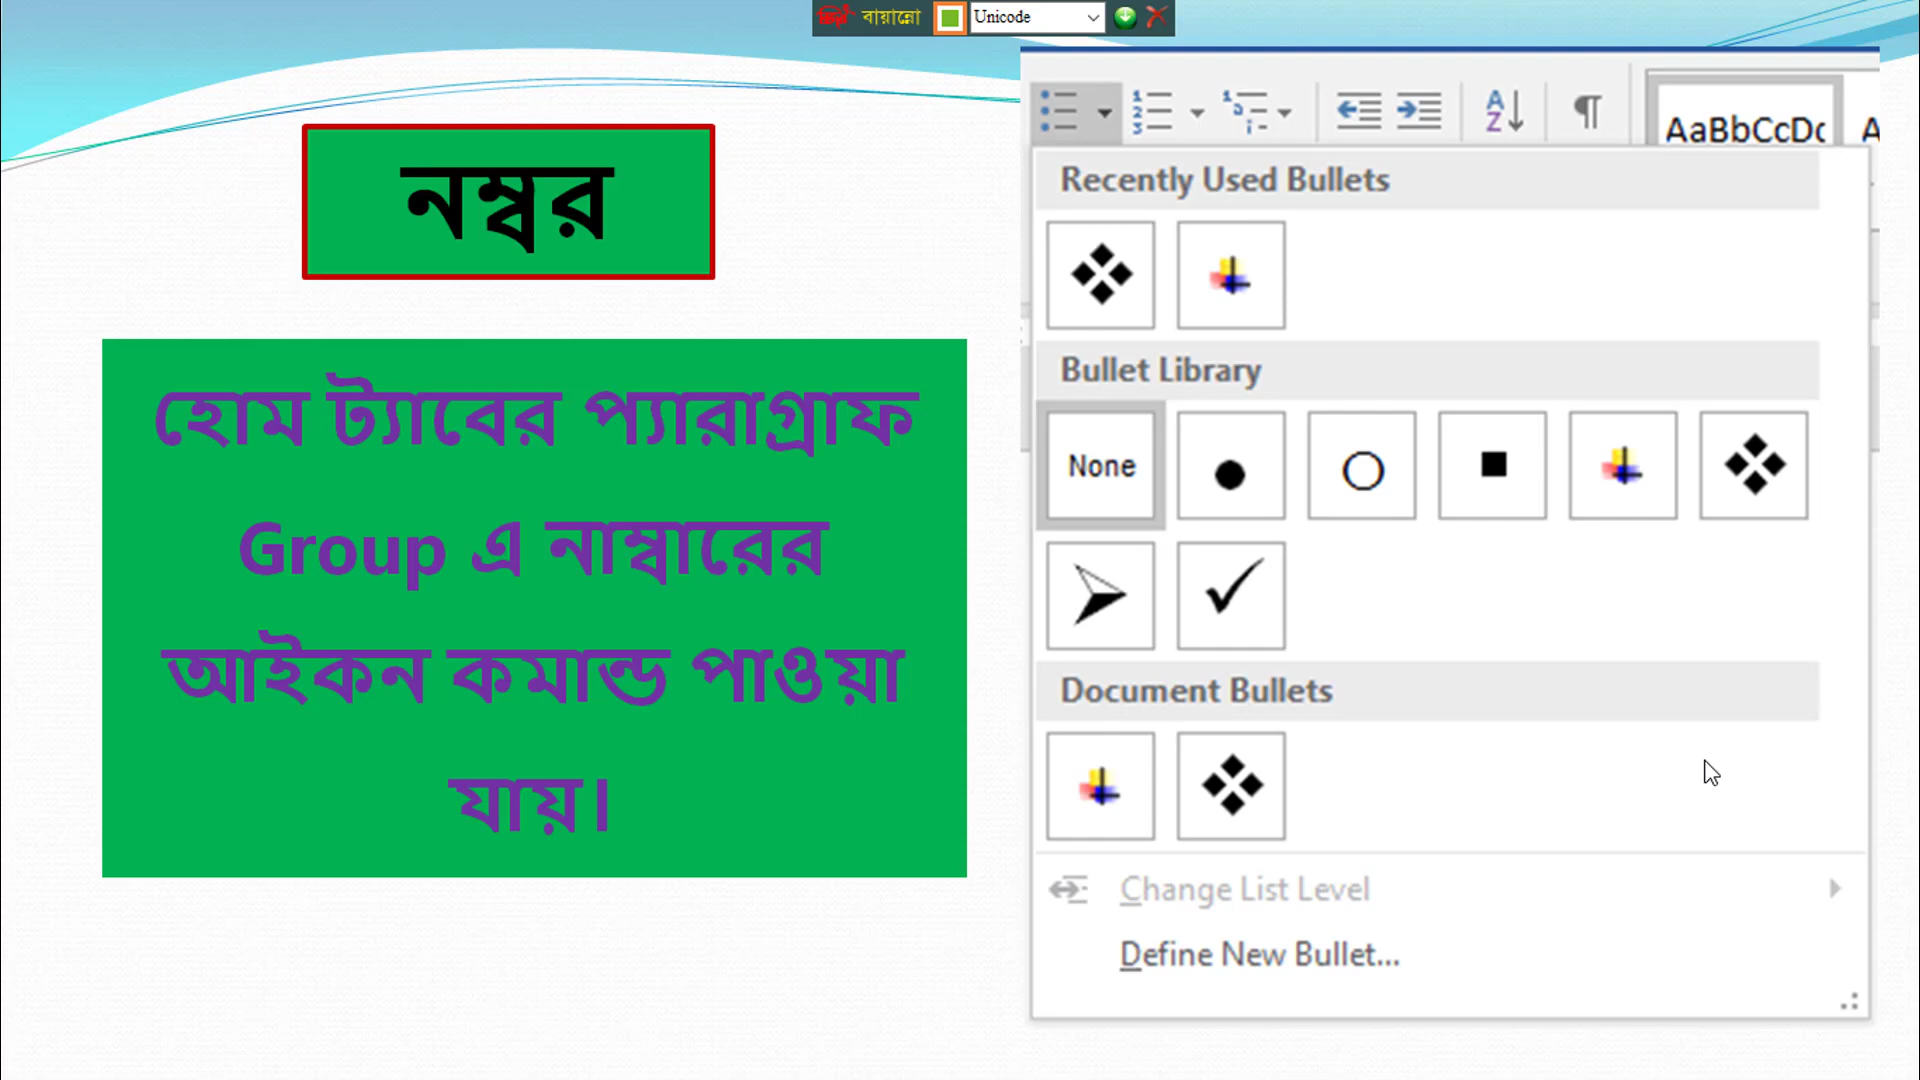 বায়ান্নো
Unicode
নম্বর
হোম ট্যাবের প্যারাগ্রাফ
Group এ নাম্বারের
আইকন কমান্ড পাওয়া
যায়।
AaBbCcDc
Recently Used Bullets
Bullet Library
None
Document Bullets
Change List Level
Define New Bullet...